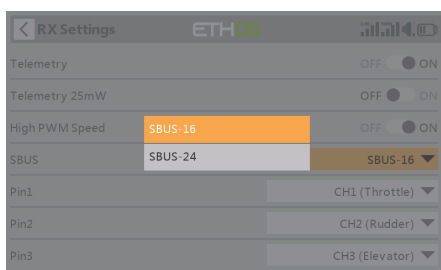 RX Settings ETHOS
Telemetry OFF ON
Telemetry 25mW OFF ON
High PWM Speed OFF ON
SBUS-16
SBUS-24
SBUS SBUS-16
Pin1 CH1 (Throttle)
Pin2 CH2 (Rudder)
Pin3 CH3 (Elevator)